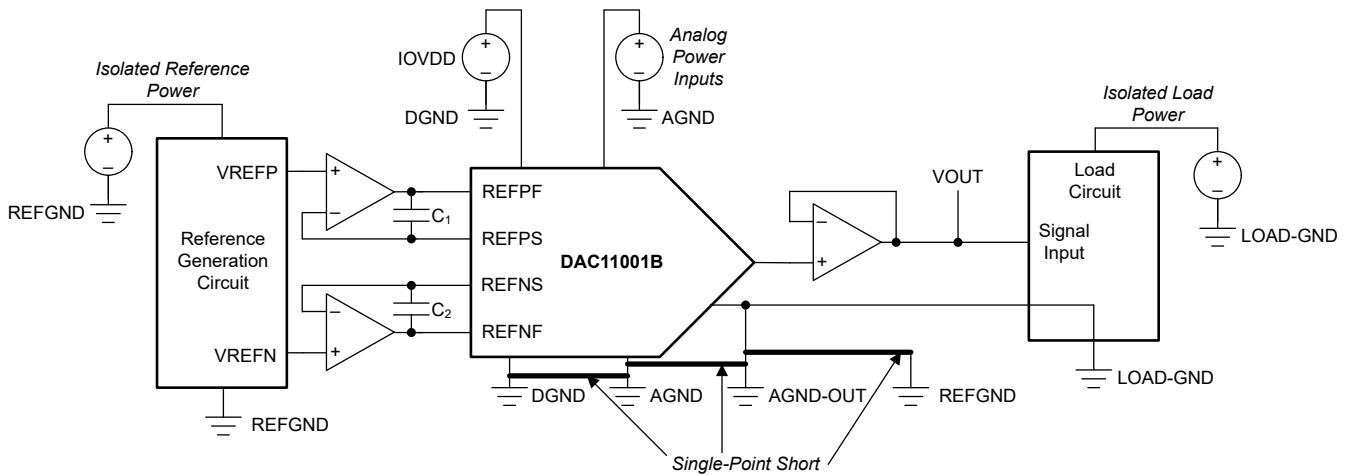 Isolated Reference
Power
REFGND
VREFP
Reference
Generation
Circuit
VREFN
REFGND
+
−
IOVDD
+
−
DGND
Analog
Power
Inputs
+
−
AGND
+
−
C₁
−
+
C₂
REFPF
REFPS
REFNS
REFNF
DAC11001B
DGND
AGND
AGND-OUT
REFGND
Single-Point Short
−
+
VOUT
Isolated Load
Power
Load
Circuit
Signal
Input
+
−
LOAD-GND
LOAD-GND